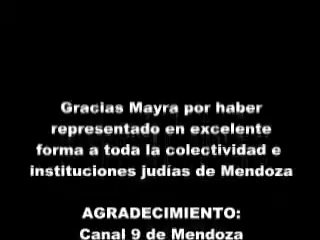 Gracias Mayra por haber
representado en excelente
forma a toda la colectividad e
instituciones judías de Mendoza
AGRADECIMIENTO:
Canal 9 de Mendoza